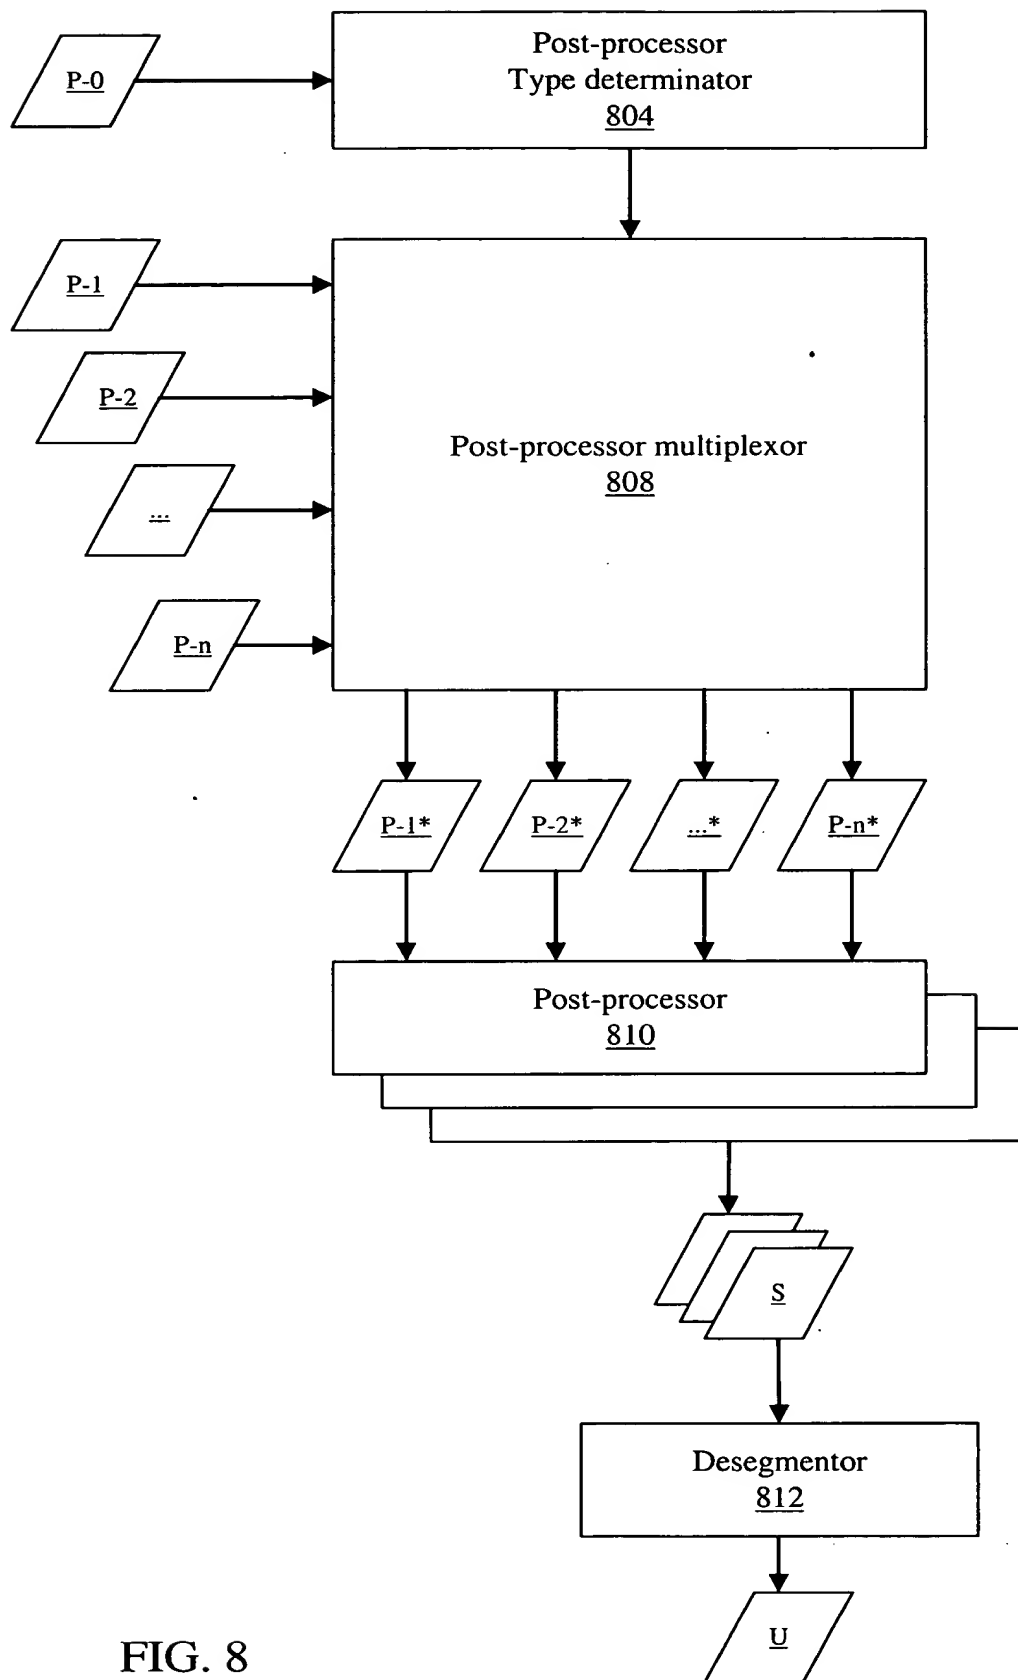 P-0
Post-processor
Type determinator
804
P-1
P-2
...
P-n
Post-processor multiplexor
808
P-1*
P-2*
...*
P-n*
Post-processor
810
S
Desegmentor
812
U
FIG. 8